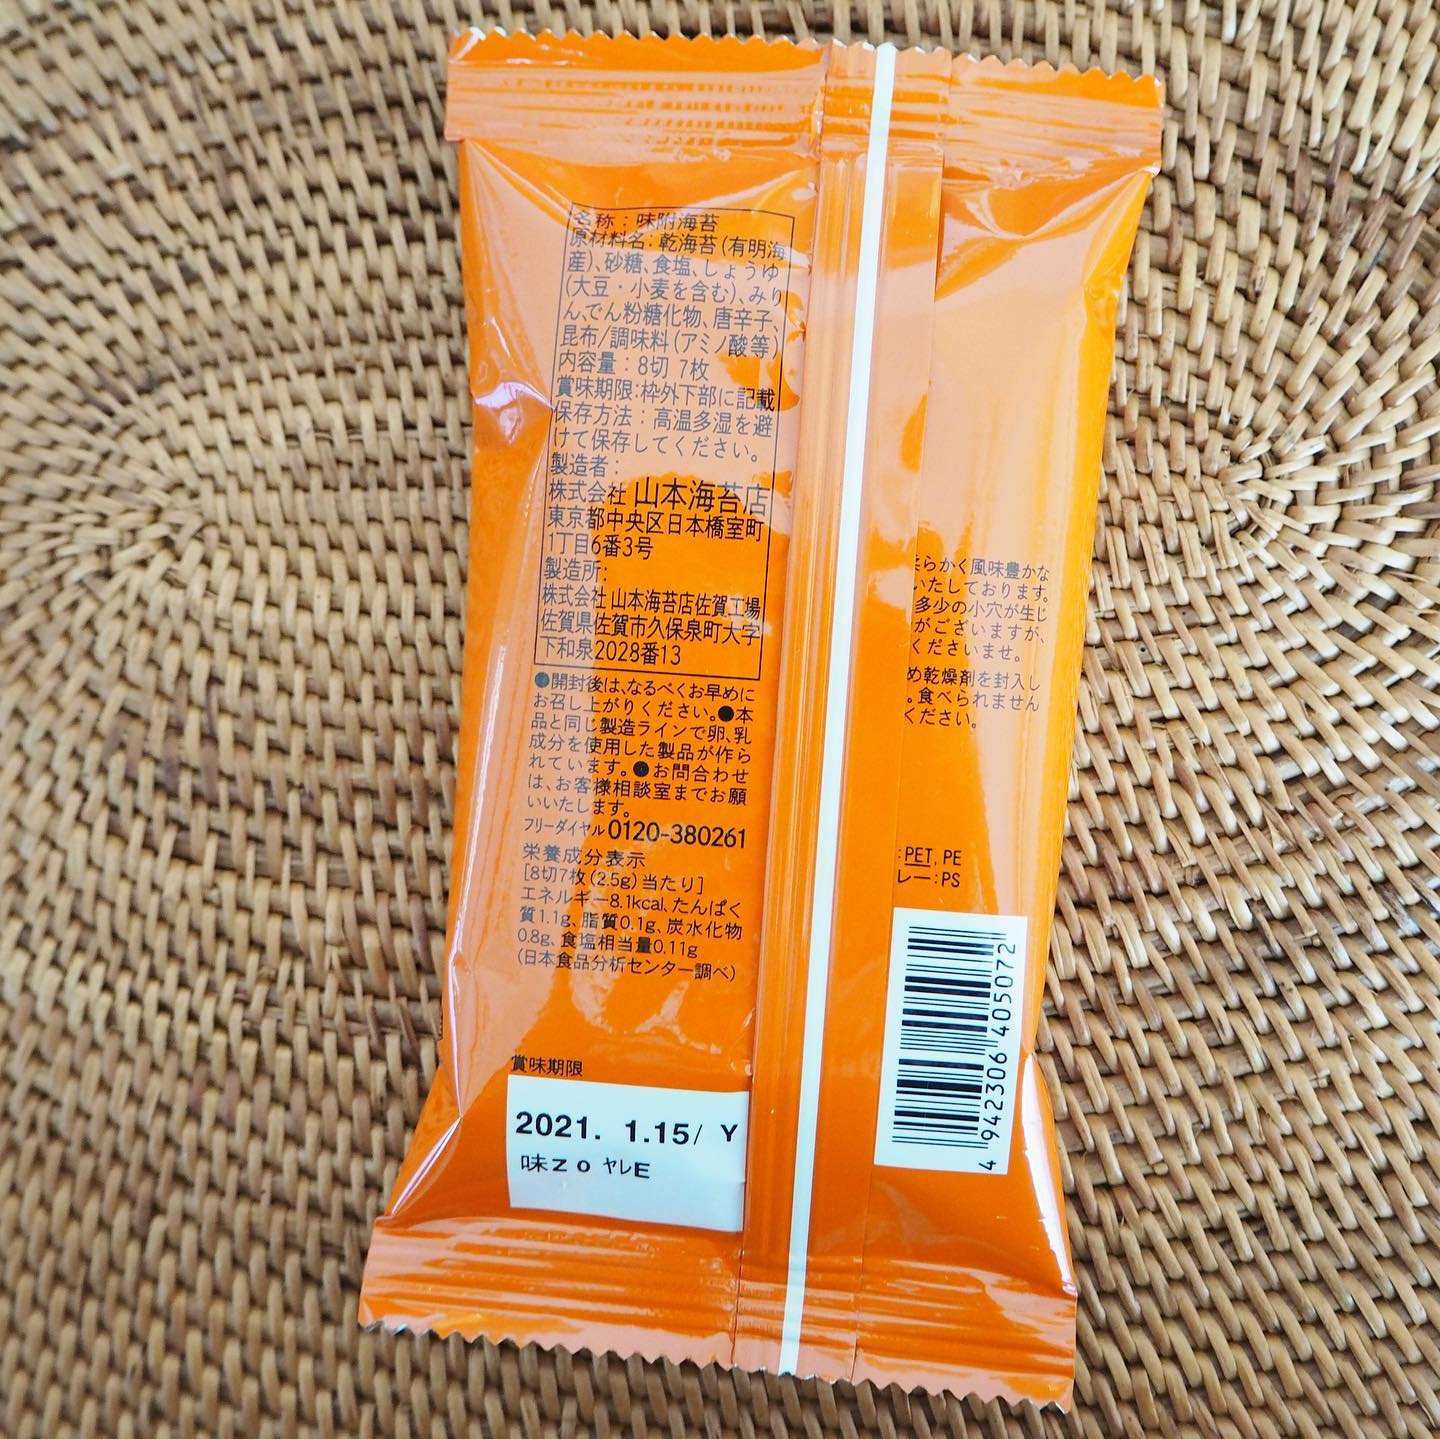 名称：味附海苔
原材料名：乾海苔(有明海
産)、砂糖、食塩、しょうゆ
(大豆・小麦を含む)、みり
ん、でん粉糖化物、唐辛子、
昆布/調味料(アミノ酸等)
内容量：8切 7枚
賞味期限：枠外下部に記載
保存方法：高温多湿を避
けて保存してください。
製造者：
株式会社 山本海苔店
東京都中央区日本橋室町
1丁目6番3号
製造所：
株式会社 山本海苔店佐賀工場
佐賀県佐賀市久保泉町大字
下和泉2028番13
●開封後は、なるべくお早めに
お召し上がりください。●本
品と同じ製造ラインで卵、乳
成分を使用した製品が作ら
れています。●お問合わせ
は、お客様相談室までお願
いいたします。
フリーダイヤル 0120-380261
栄養成分表示
[8切7枚(2.5g)当たり]
エネルギー8.1kcal、たんぱく
質1.1g、脂質0.1g、炭水化物
0.8g、食塩相当量0.11g
(日本食品分析センター調べ)
賞味期限
2021. 1.15/ Y
味zo ﾔﾚE
らかく風味豊かな
いたしております。
多少の小穴が生じ
がございますが、
くださいませ。
め乾燥剤を封入し
。食べられません
ください。
:PET, PE
レー:PS
4 942306 405072